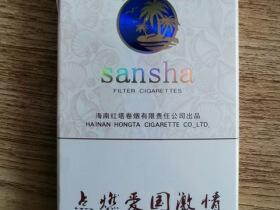 sansha
FILTER CIGARETTES
海南红塔卷烟有限责任公司出品
HAINAN HONGTA CIGARETTE CO.,LTD.
点燃爱国激情